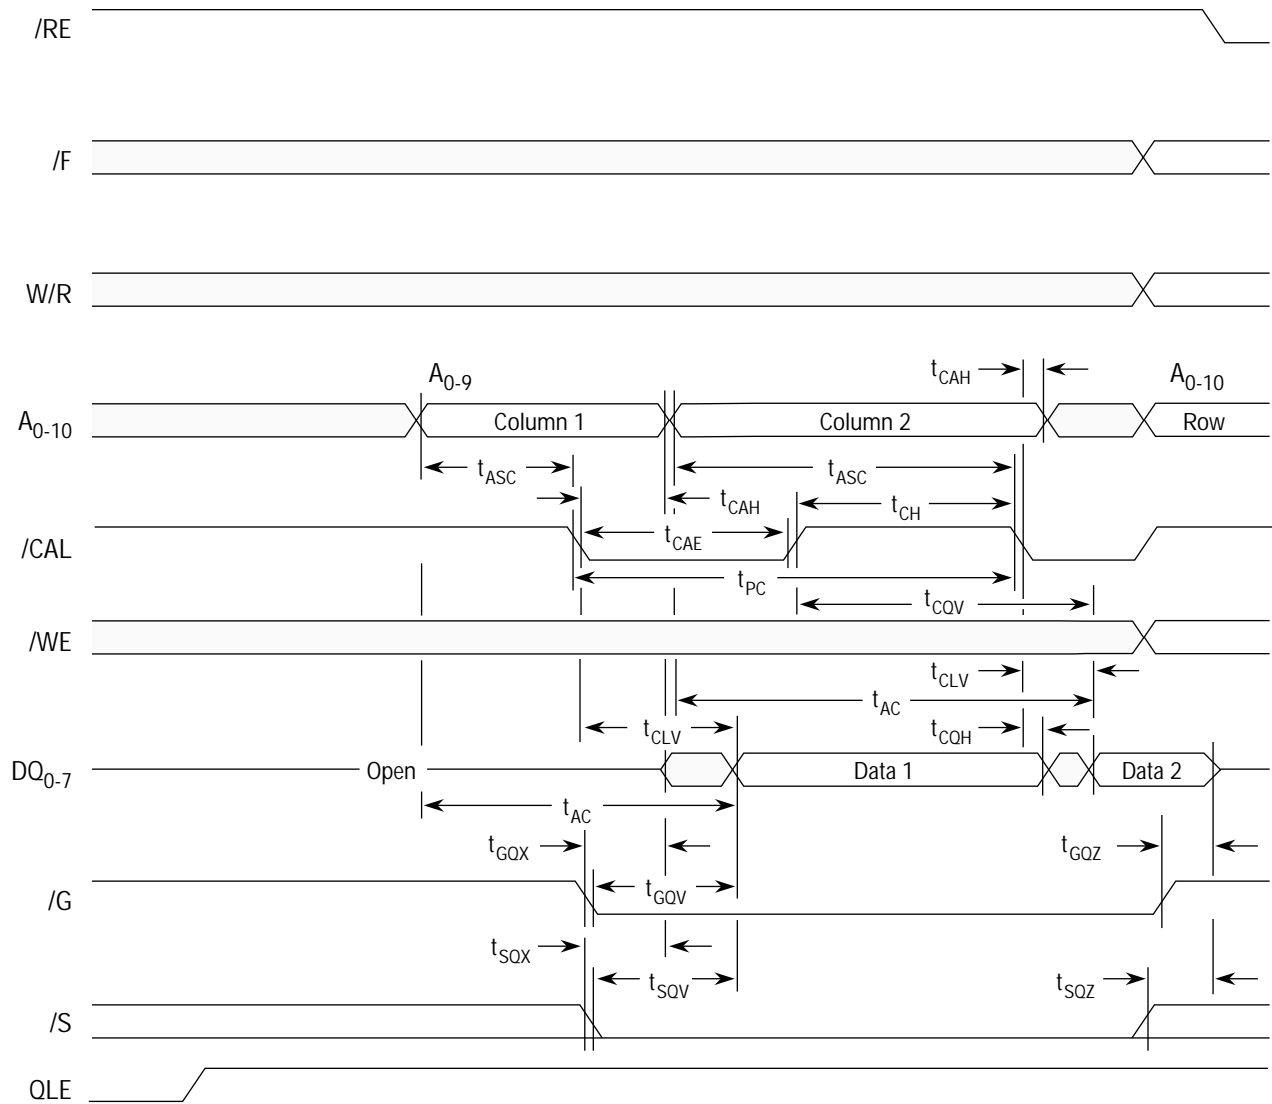 /RE
/F
W/R
A0-9
tCAH
A0-10
A0-10
Column 1
Column 2
Row
tASC
tASC
tCAH
tCH
/CAL
tCAE
tPC
tCQV
/WE
tCLV
tAC
tCLV
tCQH
DQ0-7
Open
Data 1
Data 2
tAC
tGQX
tGQZ
/G
tGQV
tSQX
tSQV
tSQZ
/S
QLE